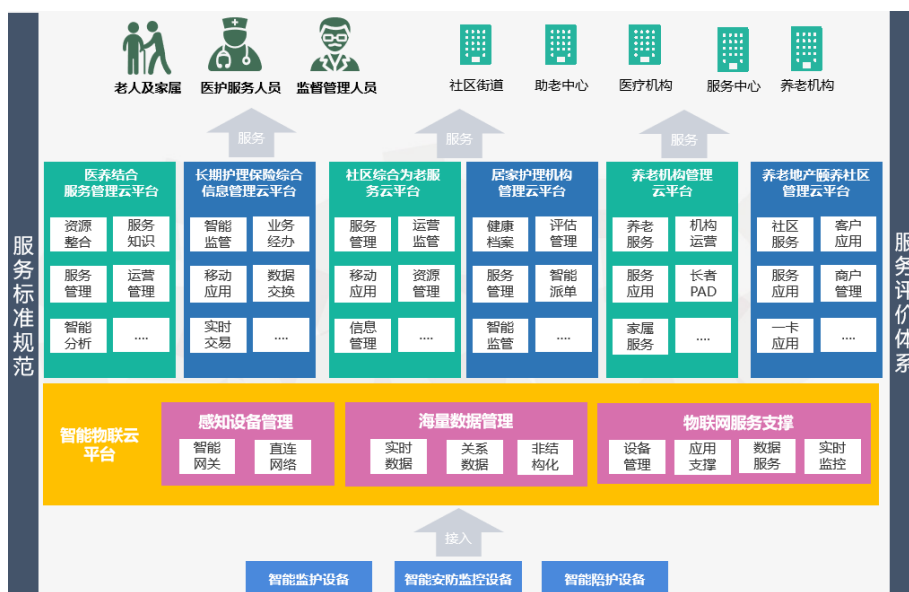 老人及家属
医护服务人员
监督管理人员
社区街道
助老中心
医疗机构
服务中心
养老机构
服务
服务
服务
服务标准规范
医养结合
服务管理云平台
资源
整合
服务
知识
服务
管理
运营
管理
智能
分析
....
长期护理保险综合
信息管理云平台
智能
监管
业务
经办
移动
应用
数据
交换
实时
交易
....
社区综合为老服
务云平台
服务
管理
运营
监管
移动
应用
资源
管理
信息
管理
....
居家护理机构
管理云平台
健康
档案
评估
管理
服务
管理
智能
派单
智能
监管
....
养老机构管理
云平台
养老
服务
机构
运营
服务
应用
长者
PAD
家属
服务
....
养老地产颐养社区
管理云平台
社区
服务
客户
应用
服务
应用
商户
管理
一卡
应用
....
服务评价体系
智能物联云
平台
感知设备管理
智能
网关
直连
网络
海量数据管理
实时
数据
关系
数据
非结
构化
物联网服务支撑
设备
管理
应用
支撑
数据
服务
实时
监控
接入
智能监护设备
智能安防监控设备
智能陪护设备